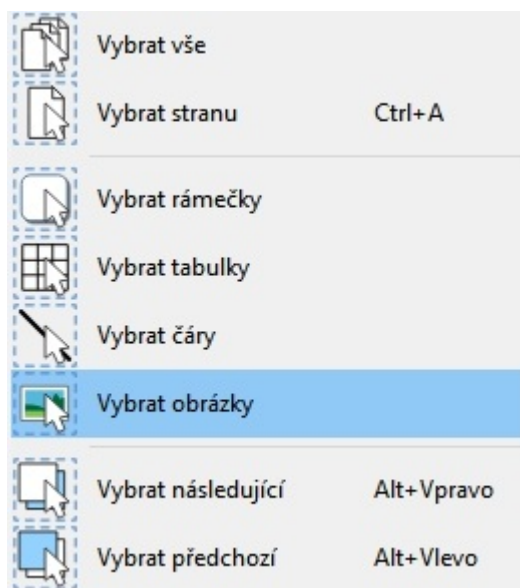 Vybrat vše
Vybrat stranu Ctrl+A
Vybrat rámečky
Vybrat tabulky
Vybrat čáry
Vybrat obrázky
Vybrat následující Alt+Vpravo
Vybrat předchozí Alt+Vlevo